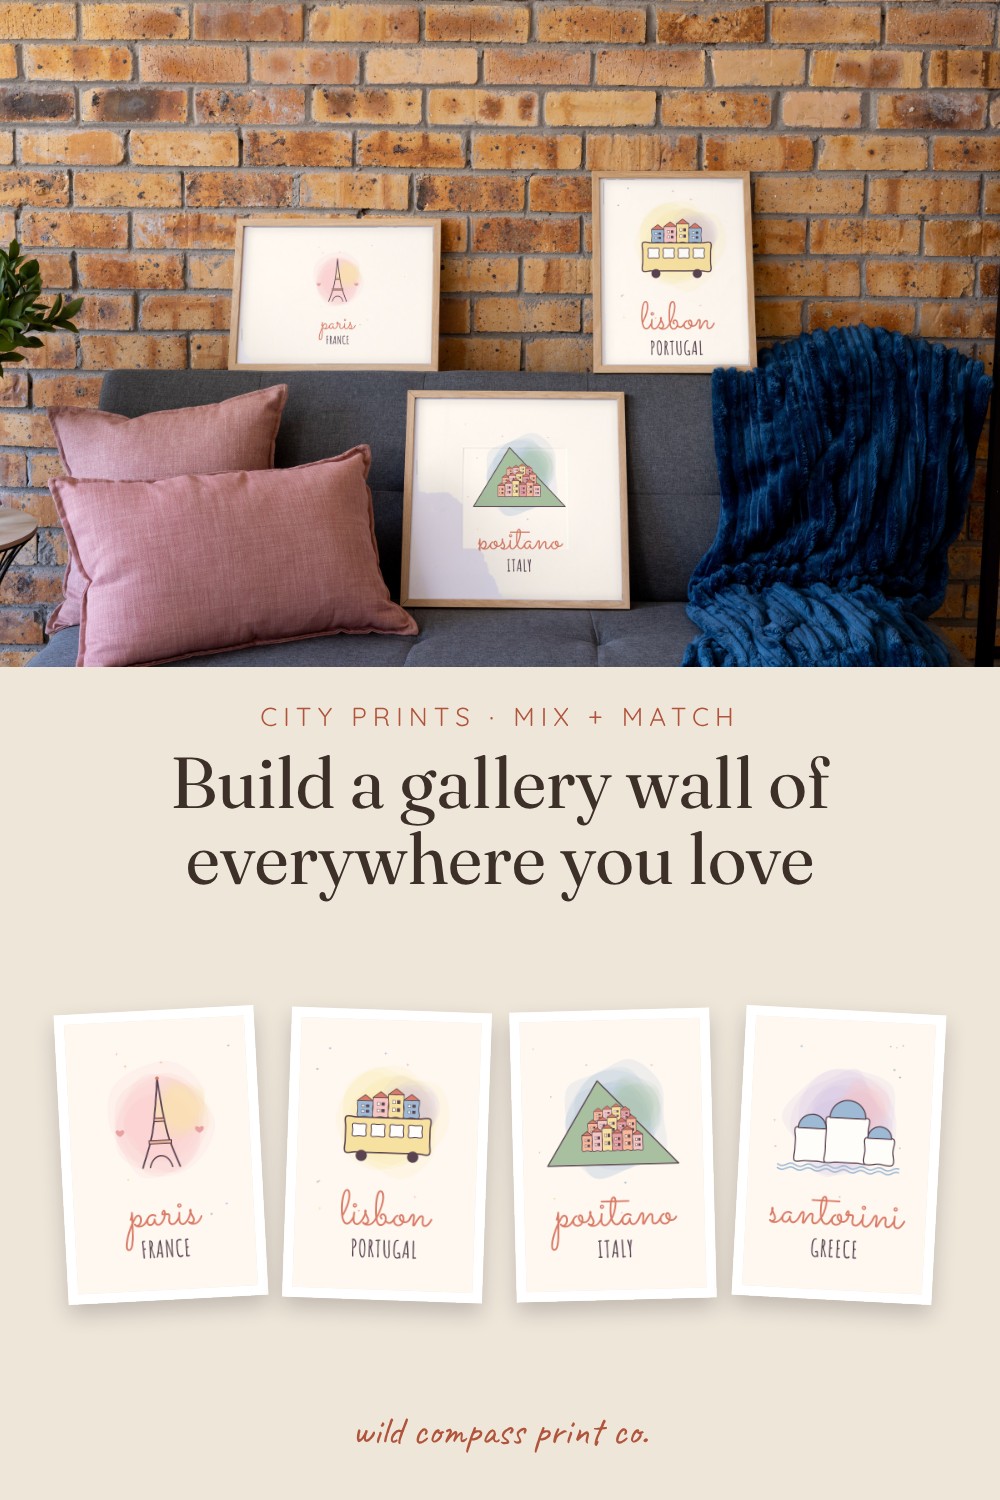 paris
FRANCE
lisbon
PORTUGAL
positano
ITALY
CITY PRINTS · MIX + MATCH
Build a gallery wall of
everywhere you love
paris
FRANCE
lisbon
PORTUGAL
positano
ITALY
santorini
GREECE
wild compass print co.